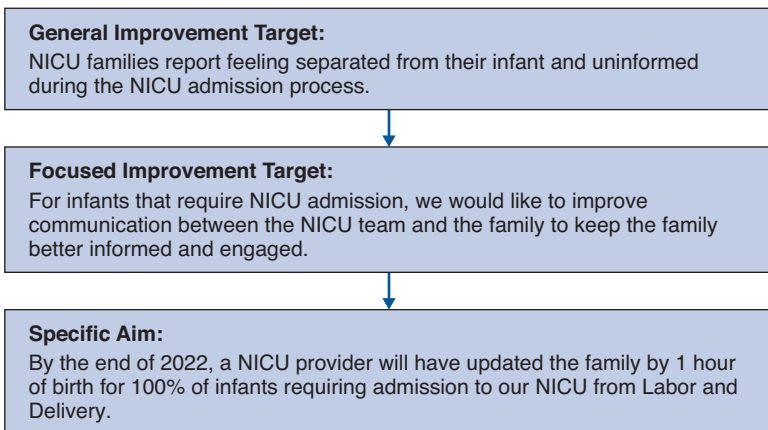 General Improvement Target:
NICU families report feeling separated from their infant and uninformed
during the NICU admission process.
Focused Improvement Target:
For infants that require NICU admission, we would like to improve
communication between the NICU team and the family to keep the family
better informed and engaged.
Specific Aim:
By the end of 2022, a NICU provider will have updated the family by 1 hour
of birth for 100% of infants requiring admission to our NICU from Labor and
Delivery.